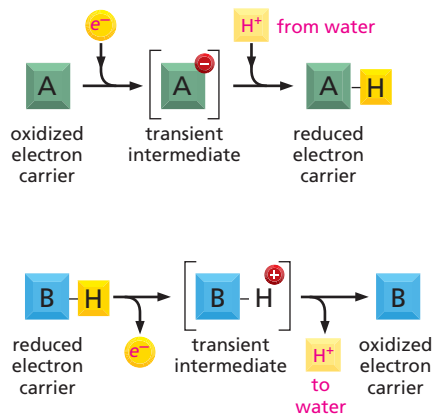 e⁻
H⁺ from water
A
A
−
A
H
oxidized
electron
carrier
transient
intermediate
reduced
electron
carrier
B
H
B
H
+
B
e⁻
H⁺
to
water
reduced
electron
carrier
transient
intermediate
oxidized
electron
carrier